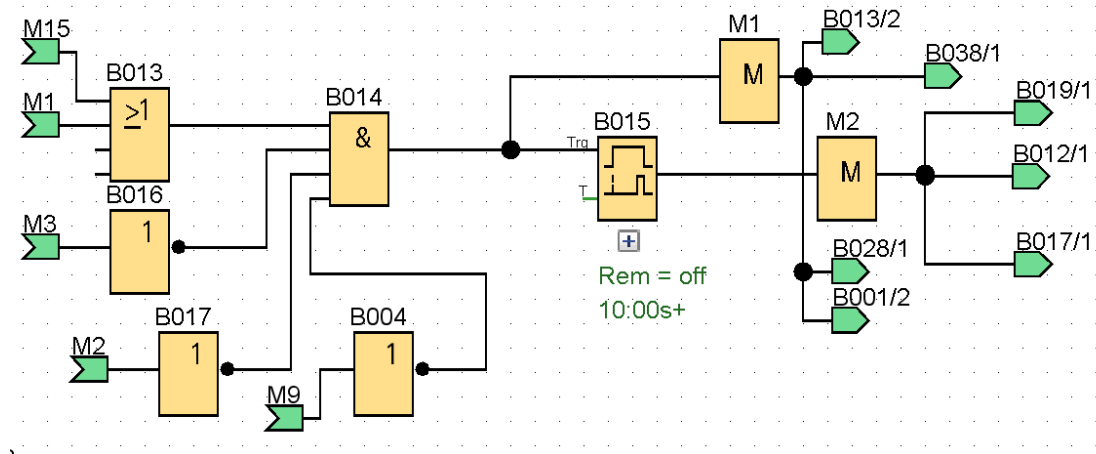 B013/2
M1
M15
B038/1
B013
B014
B019/1
M1
≥1
&
M
B015
M2
Trg
B012/1
M
B016
T
M3
1
B017/1
B028/1
Rem = off
B001/2
10:00s+
B017
B004
M2
1
1
M9